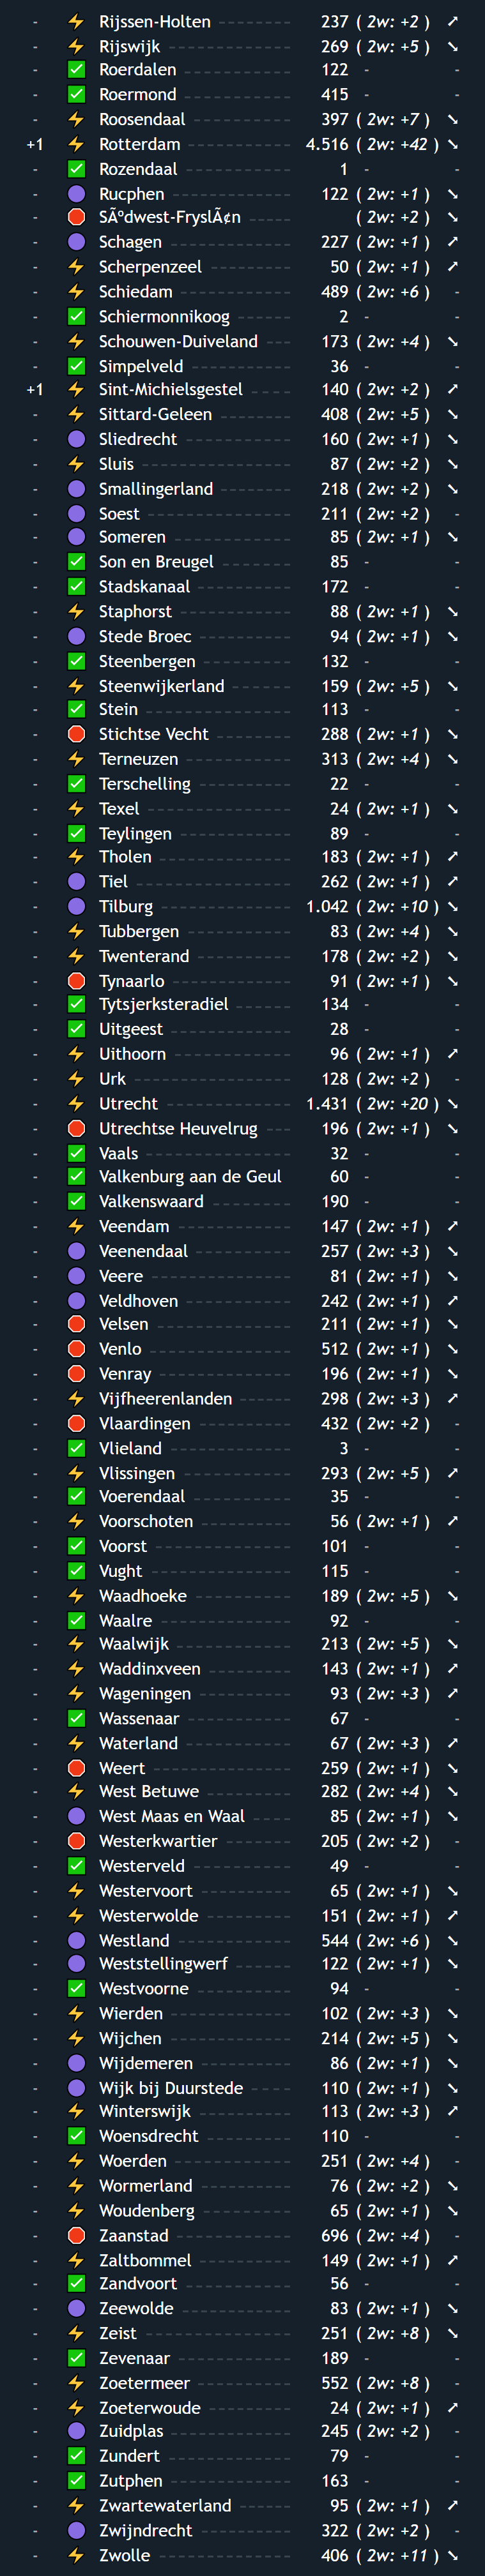 - ⚡ Rijssen-Holten 237 ( 2w: +2 ) ➚
- ⚡ Rijswijk 269 ( 2w: +5 ) ➘
- ✅ Roerdalen 122 - -
- ✅ Roermond 415 - -
- ⚡ Roosendaal 397 ( 2w: +7 ) ➘
+1 ⚡ Rotterdam 4.516 ( 2w: +42 ) ➘
- ✅ Rozendaal 1 - -
- 🟣 Rucphen 122 ( 2w: +1 ) ➘
- 🛑 SÃºdwest-FryslÃ¢n ( 2w: +2 ) ➘
- 🟣 Schagen 227 ( 2w: +1 ) ➚
- ⚡ Scherpenzeel 50 ( 2w: +1 ) ➚
- ⚡ Schiedam 489 ( 2w: +6 ) -
- ✅ Schiermonnikoog 2 - -
- ⚡ Schouwen-Duiveland 173 ( 2w: +4 ) ➘
- ✅ Simpelveld 36 - -
+1 ⚡ Sint-Michielsgestel 140 ( 2w: +2 ) ➚
- ⚡ Sittard-Geleen 408 ( 2w: +5 ) ➘
- 🟣 Sliedrecht 160 ( 2w: +1 ) ➘
- ⚡ Sluis 87 ( 2w: +2 ) ➘
- 🟣 Smallingerland 218 ( 2w: +2 ) ➘
- 🟣 Soest 211 ( 2w: +2 ) -
- 🟣 Someren 85 ( 2w: +1 ) ➘
- ✅ Son en Breugel 85 - -
- ✅ Stadskanaal 172 - -
- ⚡ Staphorst 88 ( 2w: +1 ) ➘
- 🟣 Stede Broec 94 ( 2w: +1 ) ➘
- ✅ Steenbergen 132 - -
- ⚡ Steenwijkerland 159 ( 2w: +5 ) ➘
- ✅ Stein 113 - -
- 🛑 Stichtse Vecht 288 ( 2w: +1 ) ➘
- ⚡ Terneuzen 313 ( 2w: +4 ) ➘
- ✅ Terschelling 22 - -
- ⚡ Texel 24 ( 2w: +1 ) ➘
- ✅ Teylingen 89 - -
- ⚡ Tholen 183 ( 2w: +1 ) ➚
- 🟣 Tiel 262 ( 2w: +1 ) ➚
- 🟣 Tilburg 1.042 ( 2w: +10 ) ➘
- ⚡ Tubbergen 83 ( 2w: +4 ) ➘
- ⚡ Twenterand 178 ( 2w: +2 ) ➘
- 🛑 Tynaarlo 91 ( 2w: +1 ) ➘
- ✅ Tytsjerksteradiel 134 - -
- ✅ Uitgeest 28 - -
- ⚡ Uithoorn 96 ( 2w: +1 ) ➚
- ⚡ Urk 128 ( 2w: +2 ) -
- ⚡ Utrecht 1.431 ( 2w: +20 ) ➘
- 🛑 Utrechtse Heuvelrug 196 ( 2w: +1 ) ➘
- ✅ Vaals 32 - -
- ✅ Valkenburg aan de Geul 60 - -
- ✅ Valkenswaard 190 - -
- ⚡ Veendam 147 ( 2w: +1 ) ➚
- 🟣 Veenendaal 257 ( 2w: +3 ) ➘
- 🟣 Veere 81 ( 2w: +1 ) ➘
- 🟣 Veldhoven 242 ( 2w: +1 ) ➚
- 🛑 Velsen 211 ( 2w: +1 ) ➘
- 🛑 Venlo 512 ( 2w: +1 ) ➘
- 🛑 Venray 196 ( 2w: +1 ) ➘
- ⚡ Vijfheerenlanden 298 ( 2w: +3 ) ➚
- 🛑 Vlaardingen 432 ( 2w: +2 ) -
- ✅ Vlieland 3 - -
- ⚡ Vlissingen 293 ( 2w: +5 ) ➚
- ✅ Voerendaal 35 - -
- ⚡ Voorschoten 56 ( 2w: +1 ) ➚
- ✅ Voorst 101 - -
- ✅ Vught 115 - -
- ⚡ Waadhoeke 189 ( 2w: +5 ) ➘
- ✅ Waalre 92 - -
- ⚡ Waalwijk 213 ( 2w: +5 ) ➘
- ⚡ Waddinxveen 143 ( 2w: +1 ) ➚
- ⚡ Wageningen 93 ( 2w: +3 ) ➚
- ✅ Wassenaar 67 - -
- ⚡ Waterland 67 ( 2w: +3 ) ➚
- 🛑 Weert 259 ( 2w: +1 ) ➘
- ⚡ West Betuwe 282 ( 2w: +4 ) ➘
- 🟣 West Maas en Waal 85 ( 2w: +1 ) ➘
- 🛑 Westerkwartier 205 ( 2w: +2 ) -
- ✅ Westerveld 49 - -
- ⚡ Westervoort 65 ( 2w: +1 ) ➘
- ⚡ Westerwolde 151 ( 2w: +1 ) ➚
- 🟣 Westland 544 ( 2w: +6 ) ➘
- 🟣 Weststellingwerf 122 ( 2w: +1 ) ➘
- ✅ Westvoorne 94 - -
- ⚡ Wierden 102 ( 2w: +3 ) ➘
- ⚡ Wijchen 214 ( 2w: +5 ) ➘
- 🟣 Wijdemeren 86 ( 2w: +1 ) ➘
- 🟣 Wijk bij Duurstede 110 ( 2w: +1 ) ➘
- ⚡ Winterswijk 113 ( 2w: +3 ) ➚
- ✅ Woensdrecht 110 - -
- ⚡ Woerden 251 ( 2w: +4 ) -
- ⚡ Wormerland 76 ( 2w: +2 ) ➘
- ⚡ Woudenberg 65 ( 2w: +1 ) ➘
- 🛑 Zaanstad 696 ( 2w: +4 ) -
- ⚡ Zaltbommel 149 ( 2w: +1 ) ➚
- ✅ Zandvoort 56 - -
- 🟣 Zeewolde 83 ( 2w: +1 ) ➘
- ⚡ Zeist 251 ( 2w: +8 ) ➘
- ✅ Zevenaar 189 - -
- ⚡ Zoetermeer 552 ( 2w: +8 ) -
- ⚡ Zoeterwoude 24 ( 2w: +1 ) ➚
- 🟣 Zuidplas 245 ( 2w: +2 ) -
- ✅ Zundert 79 - -
- ✅ Zutphen 163 - -
- ⚡ Zwartewaterland 95 ( 2w: +1 ) ➚
- 🟣 Zwijndrecht 322 ( 2w: +2 ) -
- ⚡ Zwolle 406 ( 2w: +11 ) ➘